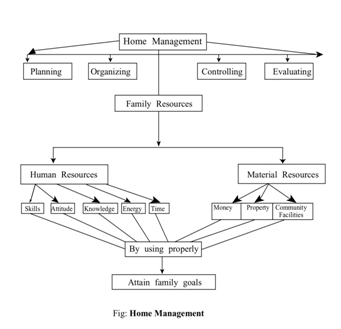 Home Management
Planning
Organizing
Controlling
Evaluating
Family Resources
Human Resources
Material Resources
Skills
Attitude
Knowledge
Energy
Time
Money
Property
Community
Facilities
By using properly
Attain family goals
Fig: Home Management